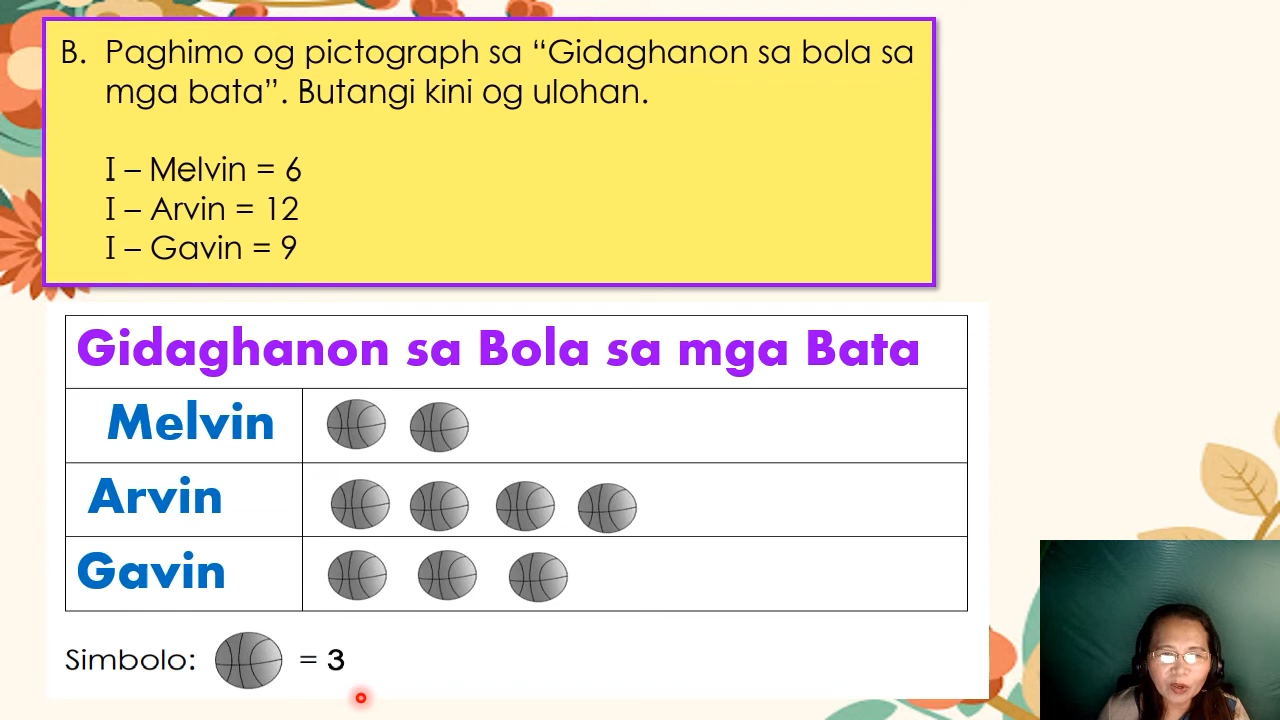 B. Paghimo og pictograph sa “Gidaghanon sa bola sa
mga bata”. Butangi kini og ulohan.
I – Melvin = 6
I – Arvin = 12
I – Gavin = 9
Gidaghanon sa Bola sa mga Bata
Melvin
Arvin
Gavin
Simbolo: = 3